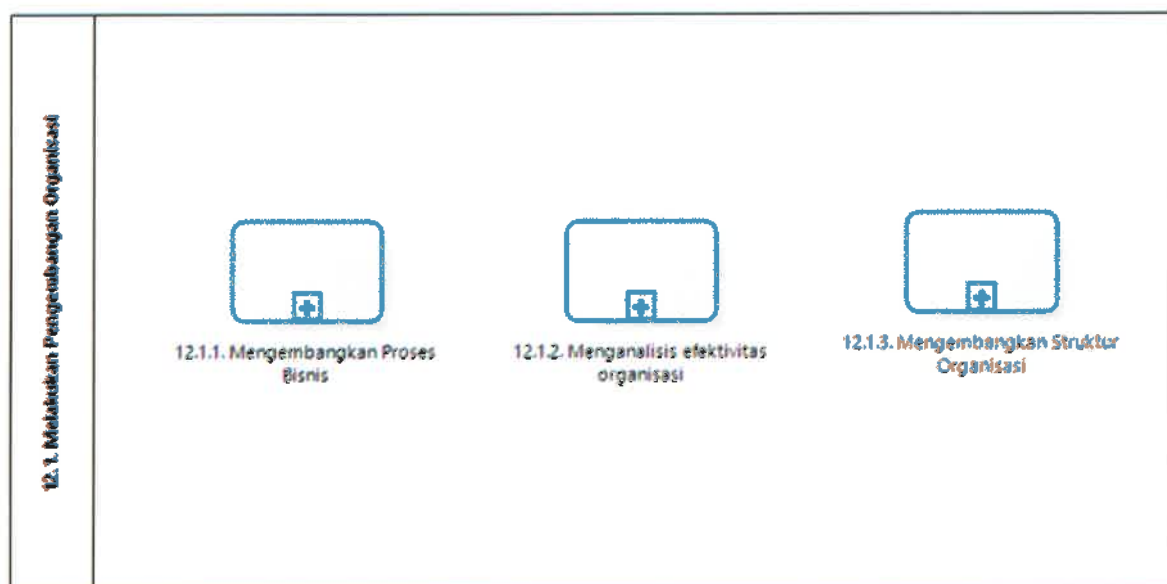 12.1. Melakukan Pengembangan Organisasi
12.1.1. Mengembangkan Proses
Bisnis
12.1.2. Menganalisis efektivitas
organisasi
12.1.3. Mengembangkan Struktur
Organisasi